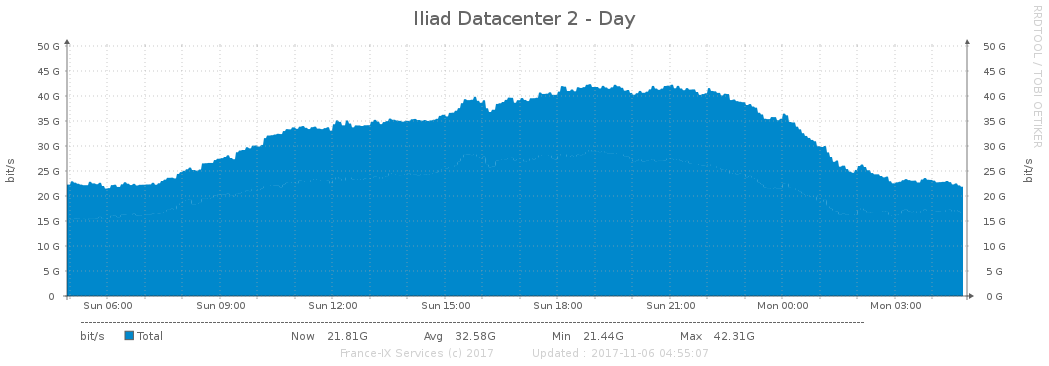 Iliad Datacenter 2 - Day
RRDTOOL / TOBI OETIKER
50 G 50 G
45 G 45 G
40 G 40 G
35 G 35 G
30 G 30 G
25 G 25 G
20 G 20 G
15 G 15 G
10 G 10 G
5 G 5 G
0 0 G
bit/s
bit/s
Sun 06:00 Sun 09:00 Sun 12:00 Sun 15:00 Sun 18:00 Sun 21:00 Mon 00:00 Mon 03:00
bit/s Total Now 21.81G Avg 32.58G Min 21.44G Max 42.31G
France-IX Services (c) 2017 Updated : 2017-11-06 04:55:07